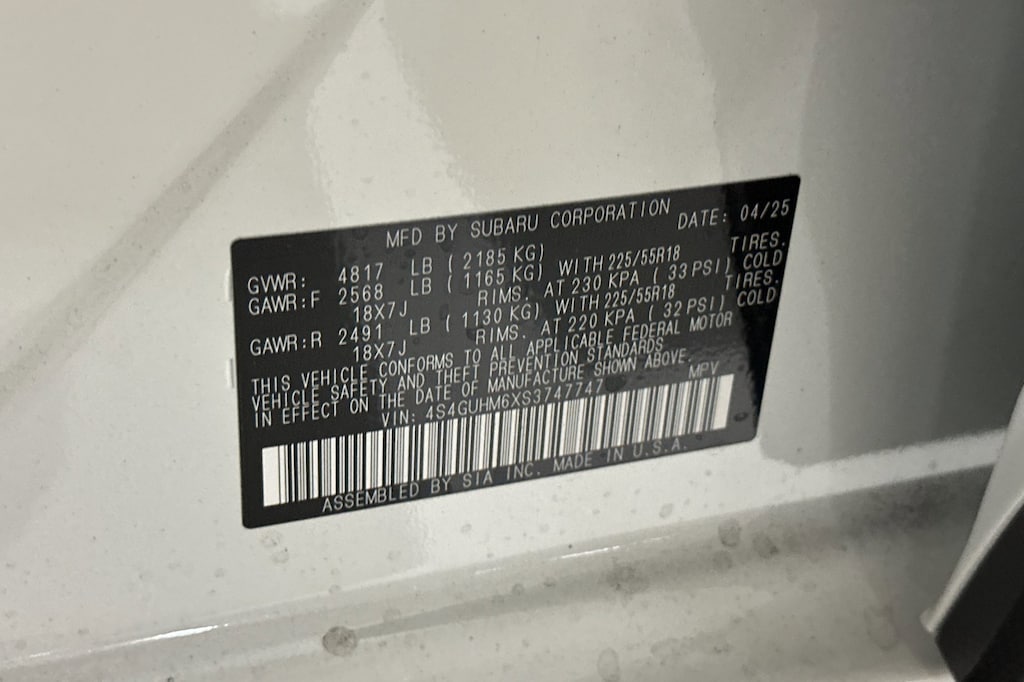 MFD BY SUBARU CORPORATION DATE: 04/25
GVWR: 4817 LB ( 2185 KG)
GAWR:F 2568 LB ( 1165 KG) WITH 225/55R18 TIRES.
18X7J RIMS. AT 230 KPA ( 33 PSI) COLD
GAWR:R 2491 LB ( 1130 KG) WITH 225/55R18 TIRES.
18X7J RIMS. AT 220 KPA ( 32 PSI) COLD
THIS VEHICLE CONFORMS TO ALL APPLICABLE FEDERAL MOTOR
VEHICLE SAFETY AND THEFT PREVENTION STANDARDS
IN EFFECT ON THE DATE OF MANUFACTURE SHOWN ABOVE.
VIN: 4S4GUHM6XS3747747 MPV
ASSEMBLED BY SIA INC. MADE IN U.S.A.